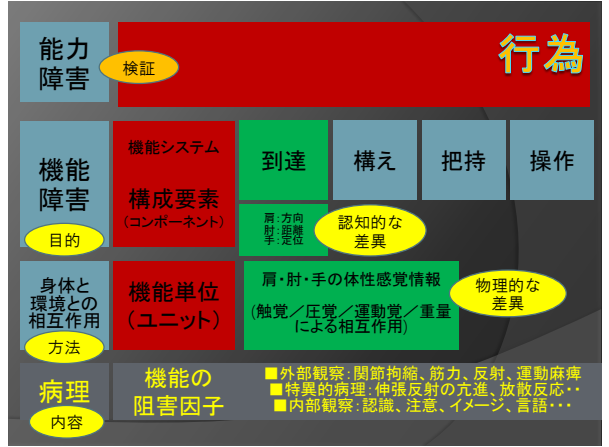 能力
障害
検証
行為
機能
障害
目的
機能システム
構成要素
(コンポーネント)
到達
構え
把持
操作
肩:方向
肘:距離
手:定位
認知的な
差異
身体と
環境との
相互作用
方法
機能単位
(ユニット)
肩・肘・手の体性感覚情報
(触覚/圧覚/運動覚/重量
による相互作用)
物理的な
差異
病理
内容
機能の
阻害因子
■外部観察:関節拘縮、筋力、反射、運動麻痺
■特異的病理:伸張反射の亢進、放散反応・・
■内部観察:認識、注意、イメージ、言語・・・